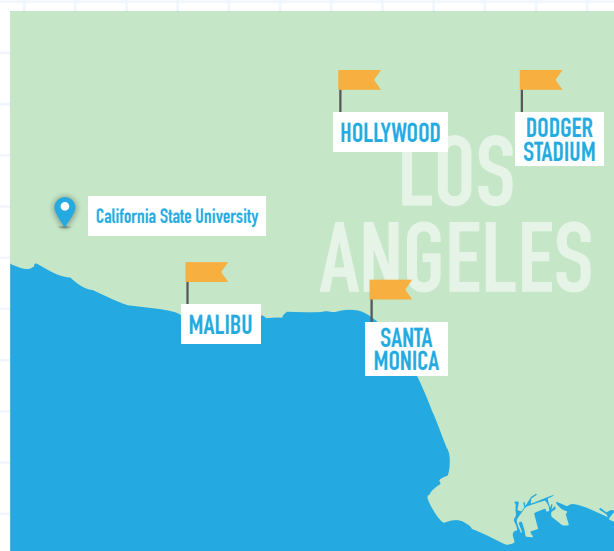 HOLLYWOOD
DODGER
STADIUM
LOS
ANGELES
California State University
MALIBU
SANTA
MONICA